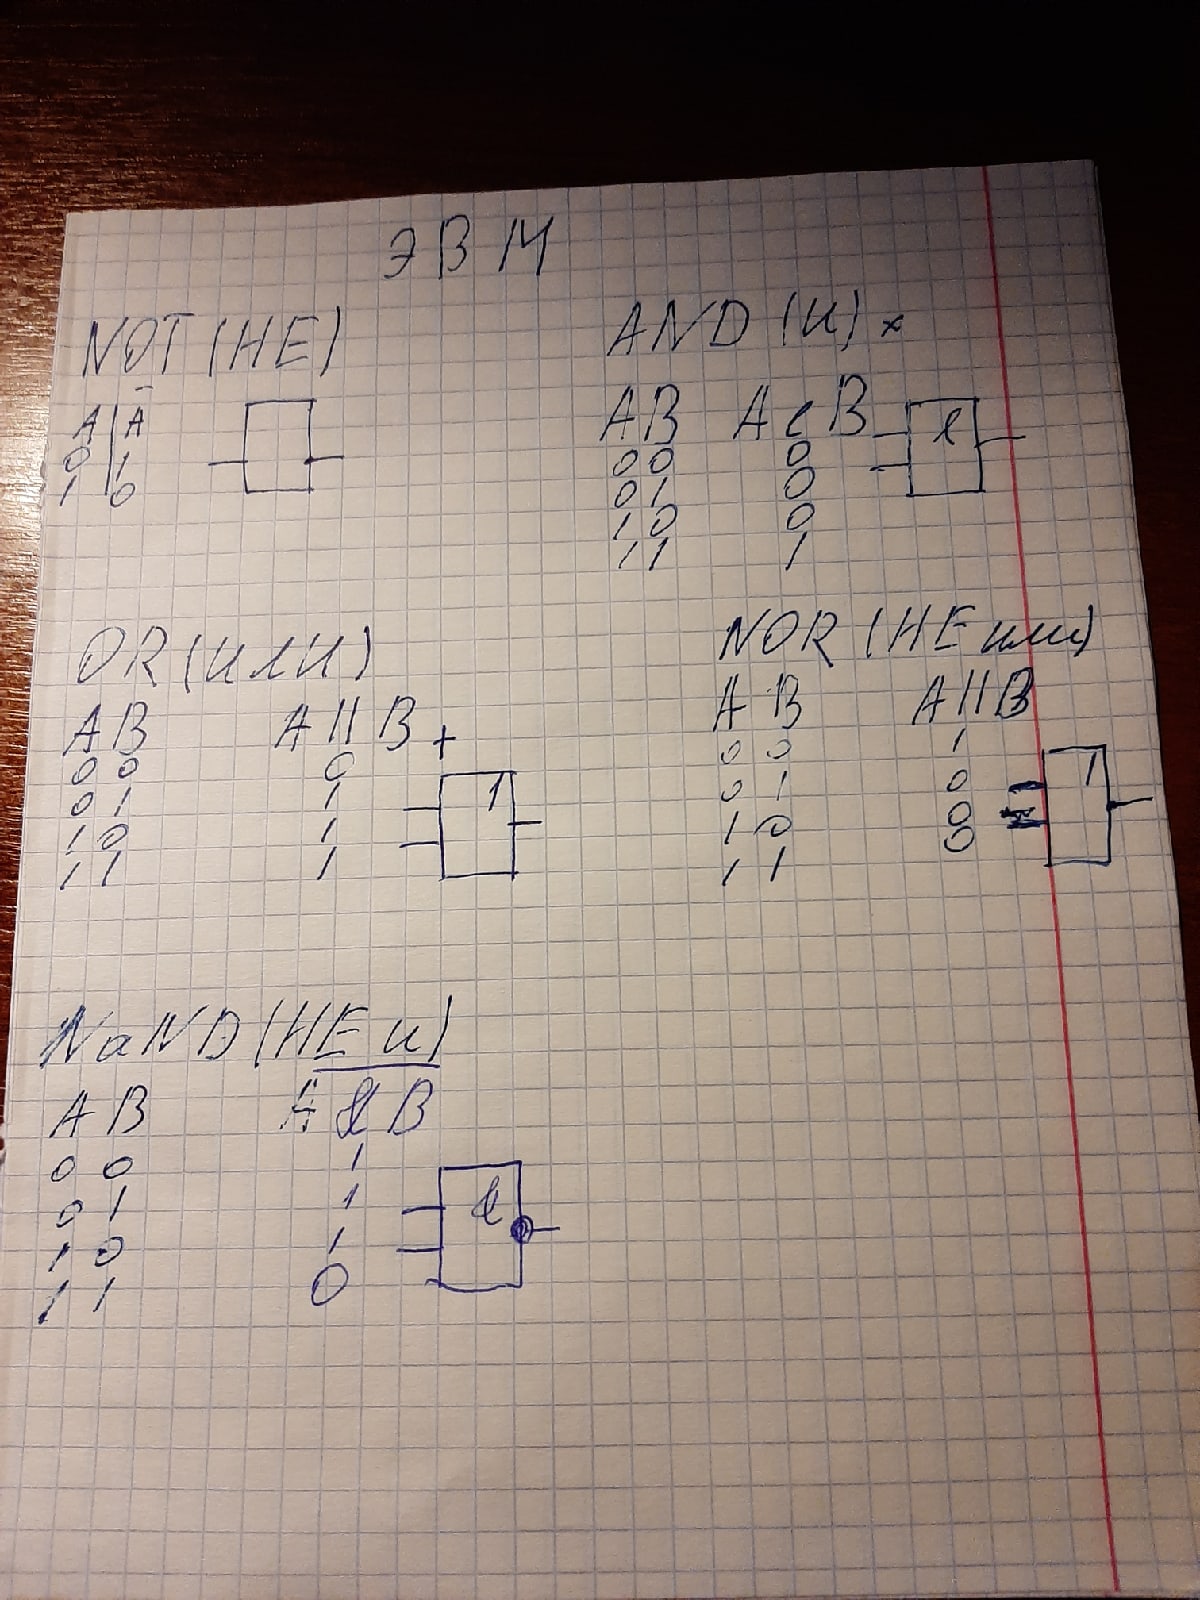 ЭВМ
NOT (НЕ)
A Ā
0 1
1 0
AND (и) ×
A B A & B &
0 0 0
0 1 0
1 0 0
1 1 1
OR (или)
A B A || B +
0 0 0
0 1 1 1
1 0 1
1 1 1
NOR (НЕ или)
A B A || B
0 0 1
0 1 0 1
1 0 0
1 1 0
NaND (НЕ и)
A B A & B
0 0 1
0 1 1 &
1 0 1
1 1 0